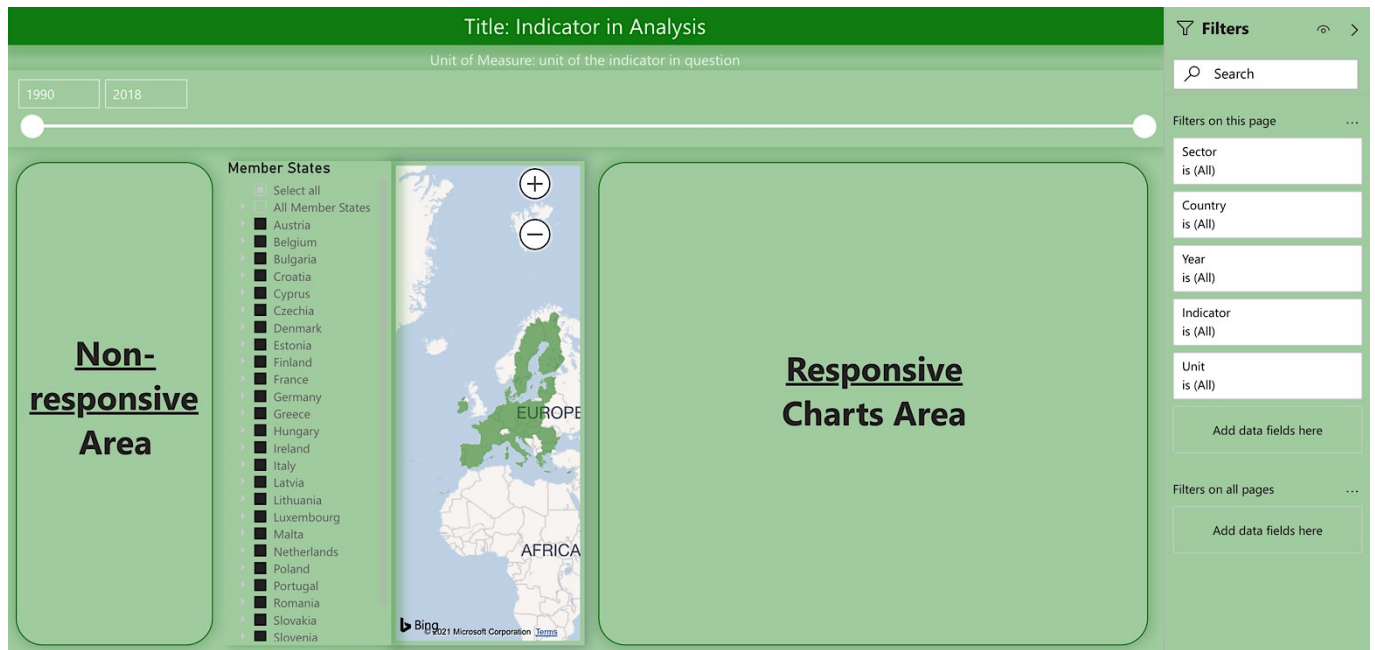 Title: Indicator in Analysis
Unit of Measure: unit of the indicator in question
1990
2018
Non-
responsive
Area
Member States
Select all
All Member States
Austria
Belgium
Bulgaria
Croatia
Cyprus
Czechia
Denmark
Estonia
Finland
France
Germany
Greece
Hungary
Ireland
Italy
Latvia
Lithuania
Luxembourg
Malta
Netherlands
Poland
Portugal
Romania
Slovakia
Slovenia
EUROPE
AFRICA
Bing
© 2021 Microsoft Corporation Terms
Responsive
Charts Area
Filters
Search
Filters on this page
Sector
is (All)
Country
is (All)
Year
is (All)
Indicator
is (All)
Unit
is (All)
Add data fields here
Filters on all pages
Add data fields here